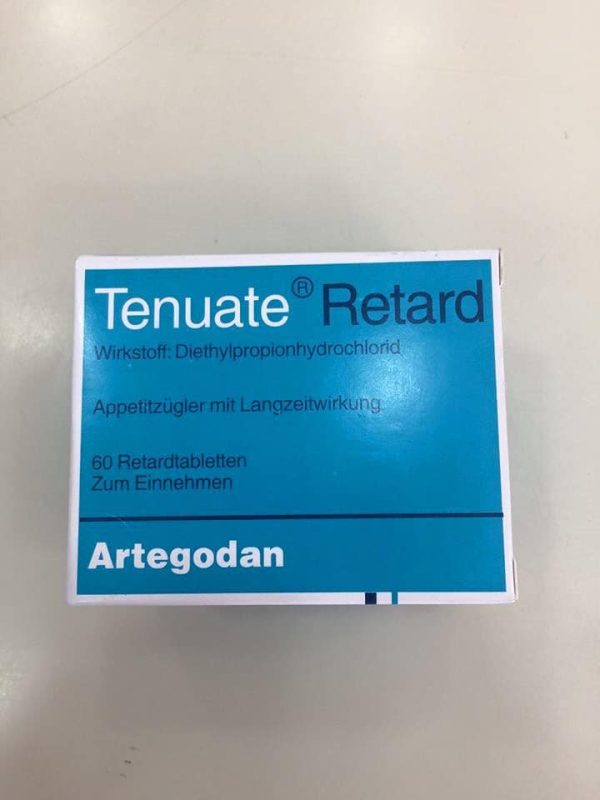 Tenuate® Retard
Wirkstoff: Diethylpropionhydrochlorid
Appetitzügler mit Langzeitwirkung
60 Retardtabletten
Zum Einnehmen
Artegodan